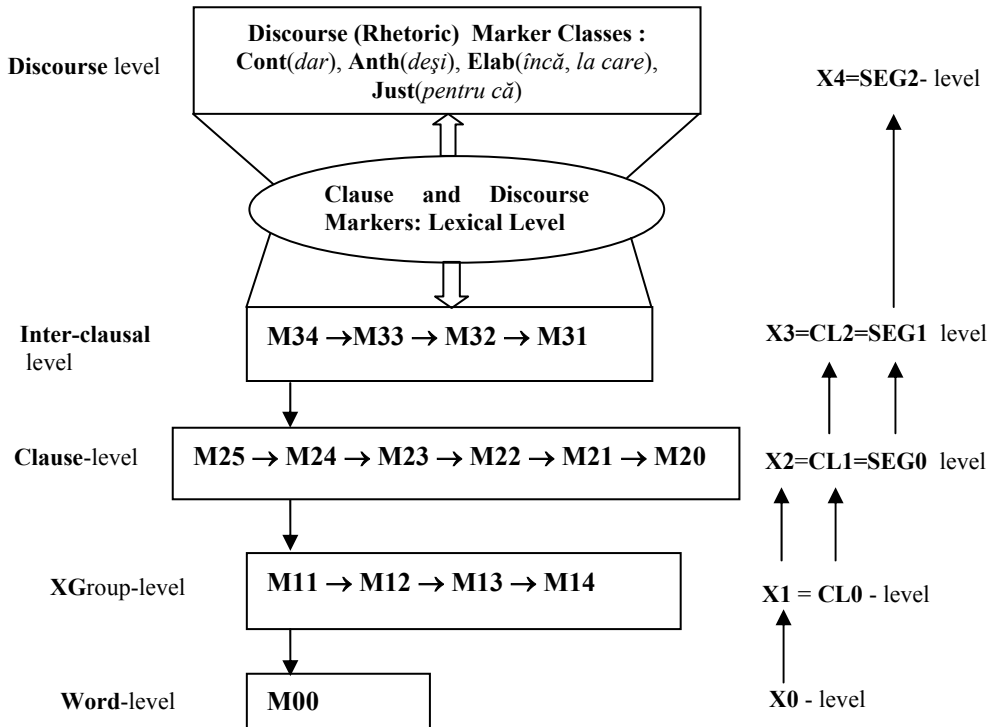 Discourse (Rhetoric) Marker Classes :
Cont(dar), Anth(deşi), Elab(încă, la care),
Just(pentru că)
Discourse level
X4=SEG2- level
Clause and Discourse
Markers: Lexical Level
Inter-clausal
level
M34 →M33 → M32 → M31
X3=CL2=SEG1 level
Clause-level
M25 → M24 → M23 → M22 → M21 → M20
X2=CL1=SEG0 level
XGroup-level
M11 → M12 → M13 → M14
X1 = CL0 - level
Word-level
M00
X0 - level